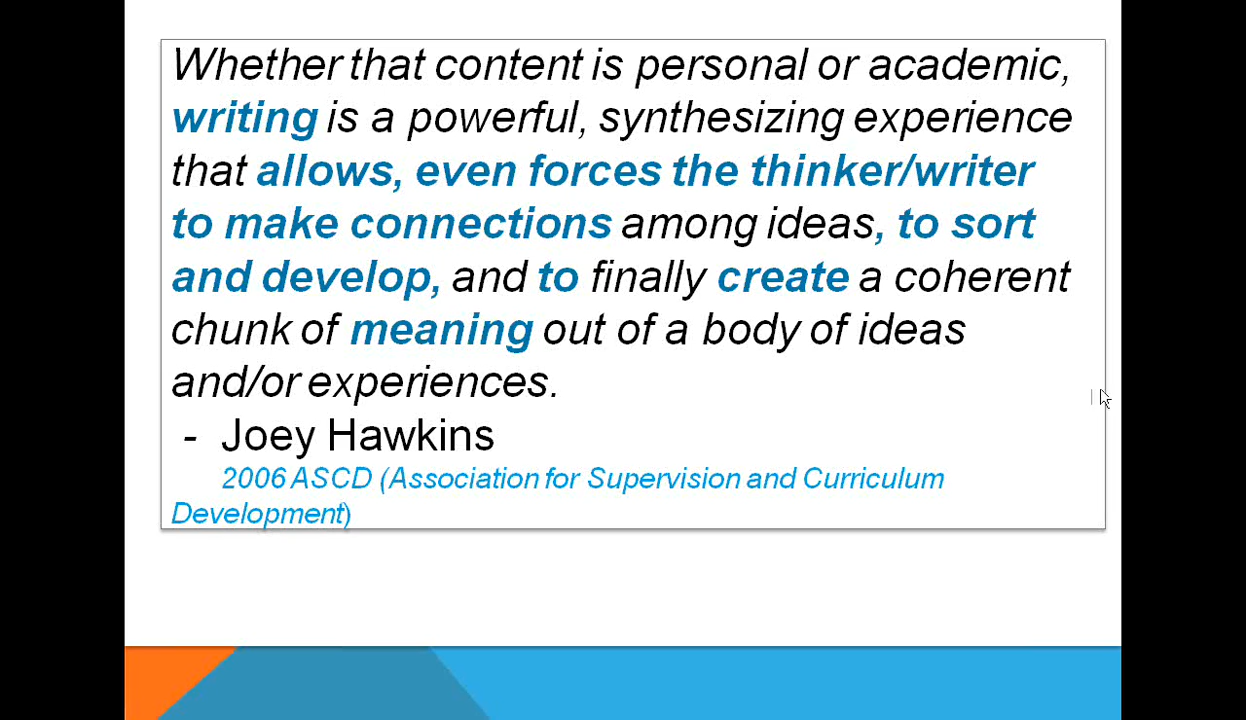 Whether that content is personal or academic,
writing is a powerful, synthesizing experience
that allows, even forces the thinker/writer
to make connections among ideas, to sort
and develop, and to finally create a coherent
chunk of meaning out of a body of ideas
and/or experiences.
- Joey Hawkins
2006 ASCD (Association for Supervision and Curriculum
Development)